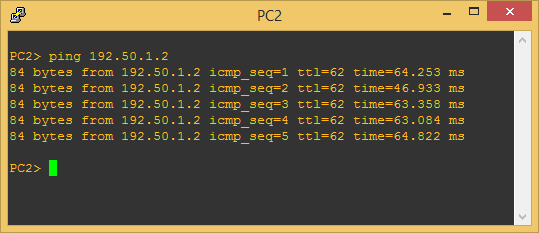 PC2
PC2> ping 192.50.1.2
84 bytes from 192.50.1.2 icmp_seq=1 ttl=62 time=64.253 ms
84 bytes from 192.50.1.2 icmp_seq=2 ttl=62 time=46.933 ms
84 bytes from 192.50.1.2 icmp_seq=3 ttl=62 time=63.358 ms
84 bytes from 192.50.1.2 icmp_seq=4 ttl=62 time=63.084 ms
84 bytes from 192.50.1.2 icmp_seq=5 ttl=62 time=64.822 ms
PC2>